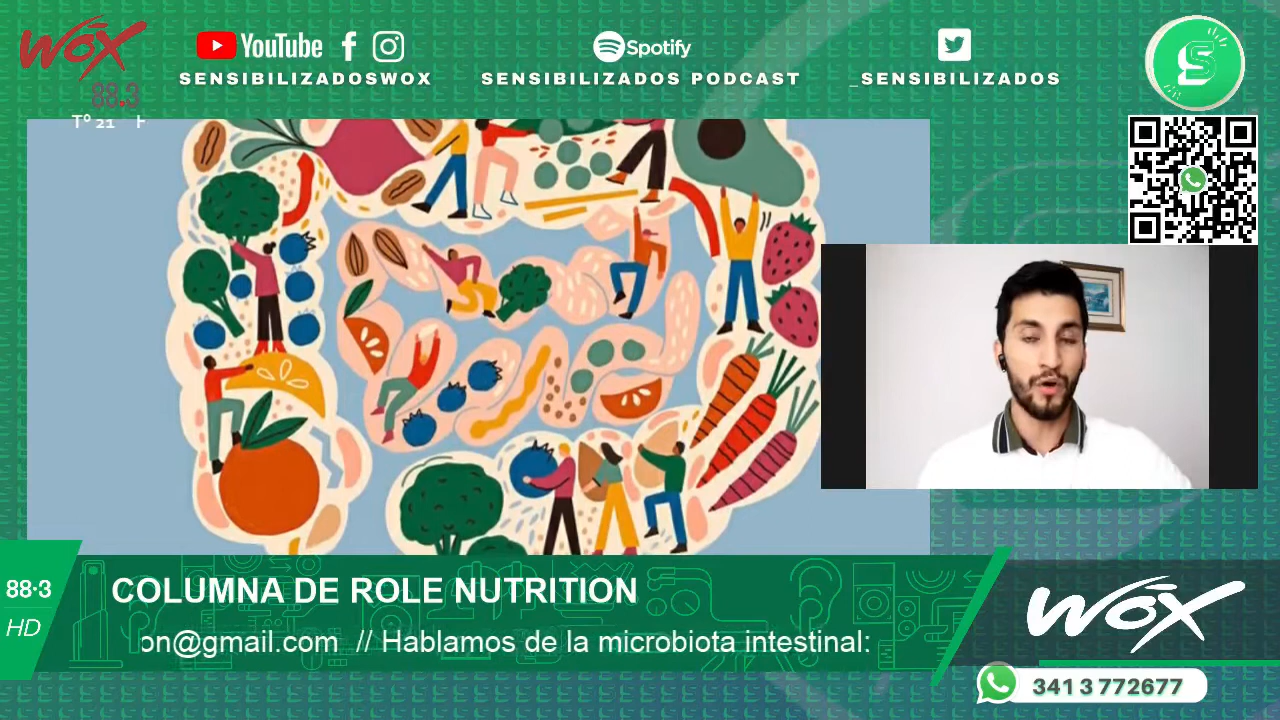 WOX
88.3
Tº 21 H
YouTube
SENSIBILIZADOSWOX
Spotify
SENSIBILIZADOS PODCAST
_SENSIBILIZADOS
S
88·3
HD
COLUMNA DE ROLE NUTRITION
on@gmail.com // Hablamos de la microbiota intestinal:
WOX
341 3 772677